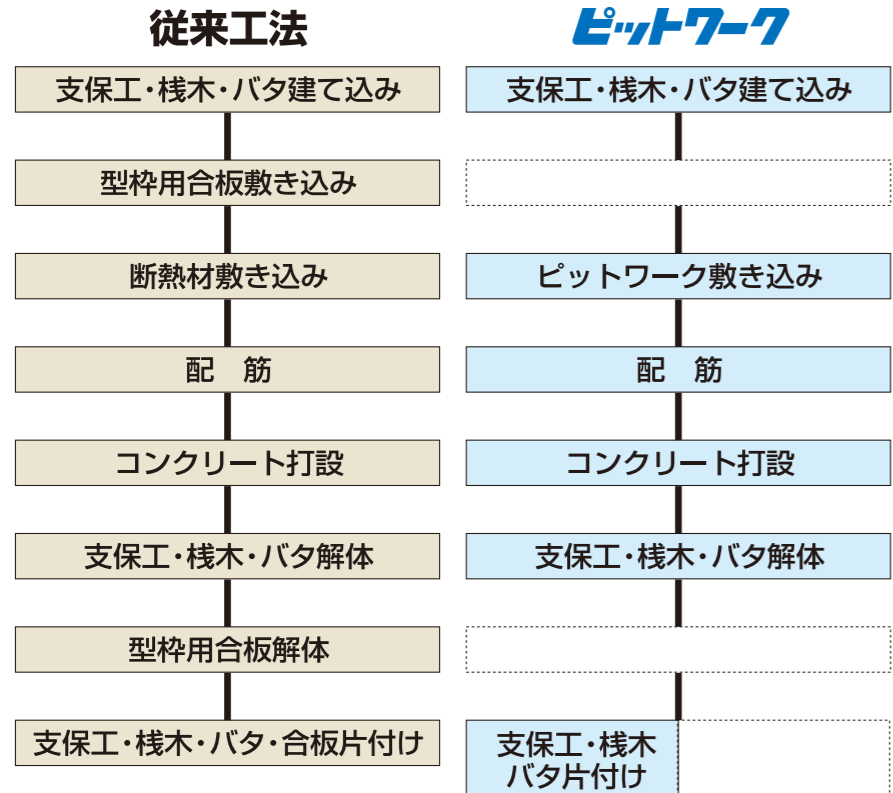 従来工法
支保工・桟木・バタ建て込み
型枠用合板敷き込み
断熱材敷き込み
配　筋
コンクリート打設
支保工・桟木・バタ解体
型枠用合板解体
支保工・桟木・バタ・合板片付け
ピットワーク
支保工・桟木・バタ建て込み
ピットワーク敷き込み
配　筋
コンクリート打設
支保工・桟木・バタ解体
支保工・桟木
バタ片付け